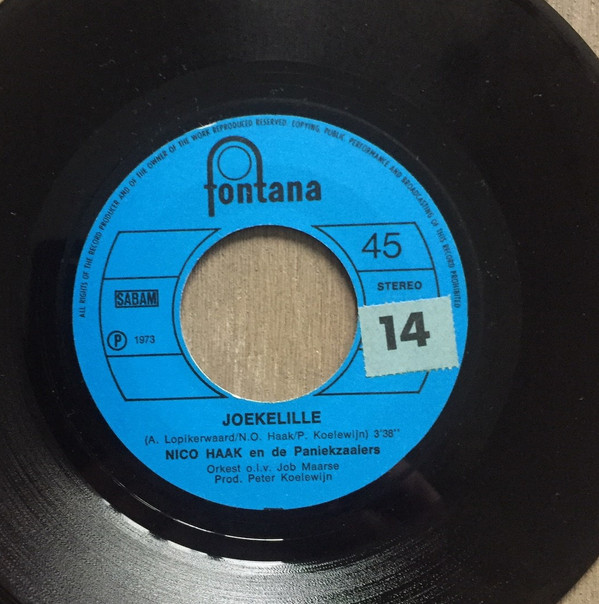 ALL RIGHTS OF THE RECORD PRODUCER AND OF THE OWNER OF THE WORK REPRODUCED RESERVED. COPYING, PUBLIC PERFORMANCE AND BROADCASTING OF THIS RECORD PROHIBITED
fontana
45
STEREO
SABAM
14
P 1973
JOEKELILLE
(A. Lopikerwaard/N.O. Haak/P. Koelewijn) 3'36''
NICO HAAK en de Paniekzaaiers
Orkest o.l.v. Job Maarse
Prod. Peter Koelewijn